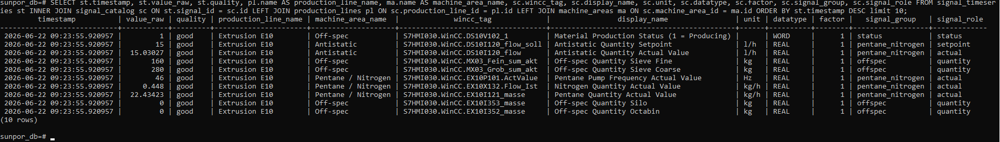 sunpor_db=# SELECT st.timestamp, st.value_raw, st.quality, pl.name AS production_line_name, ma.name AS machine_area_name, sc.wincc_tag, sc.display_name, sc.unit, sc.datatype, sc.factor, sc.signal_group, sc.signal_role FROM signal_timeser
ies st INNER JOIN signal_catalog sc ON st.signal_id = sc.id LEFT JOIN production_lines pl ON sc.production_line_id = pl.id LEFT JOIN machine_areas ma ON sc.machine_area_id = ma.id ORDER BY st.timestamp DESC limit 10;
timestamp | value_raw | quality | production_line_name | machine_area_name | wincc_tag | display_name | unit | datatype | factor | signal_group | signal_role
2026-06-22 09:23:55.920957 | 1 | good | Extrusion E10 | Off-spec | S7HMI030.WinCC.DS10V102_1 | Material Production Status (1 = Producing) | | WORD | 1 | status | status
2026-06-22 09:23:55.920957 | 15 | good | Extrusion E10 | Antistatic | S7HMI030.WinCC.DS10I120_flow_soll | Antistatic Quantity Setpoint | l/h | REAL | 1 | pentane_nitrogen | setpoint
2026-06-22 09:23:55.920957 | 15.03027 | good | Extrusion E10 | Antistatic | S7HMI030.WinCC.DS10I120_flow | Antistatic Quantity Actual Value | l/h | REAL | 1 | pentane_nitrogen | actual
2026-06-22 09:23:55.920957 | 160 | good | Extrusion E10 | Off-spec | S7HMI030.WinCC.MX03_Fein_sum_akt | Off-spec Quantity Sieve Fine | kg | REAL | 1 | offspec | quantity
2026-06-22 09:23:55.920957 | 280 | good | Extrusion E10 | Off-spec | S7HMI030.WinCC.MX03_Grob_sum_akt | Off-spec Quantity Sieve Coarse | kg | REAL | 1 | offspec | quantity
2026-06-22 09:23:55.920957 | 46 | good | Extrusion E10 | Pentane / Nitrogen | S7HMI030.WinCC.EX10P101.ActValue | Pentane Pump Frequency Actual Value | Hz | REAL | 1 | pentane_nitrogen | actual
2026-06-22 09:23:55.920957 | 0.448 | good | Extrusion E10 | Pentane / Nitrogen | S7HMI030.WinCC.EX10X132.Flow_Ist | Nitrogen Quantity Actual Value | kg/h | REAL | 1 | pentane_nitrogen | actual
2026-06-22 09:23:55.920957 | 22.43423 | good | Extrusion E10 | Pentane / Nitrogen | S7HMI030.WinCC.EX10I121_masse | Pentane Quantity Actual Value | kg/h | REAL | 1 | pentane_nitrogen | actual
2026-06-22 09:23:55.920957 | 0 | good | Extrusion E10 | Off-spec | S7HMI030.WinCC.EX10I353_masse | Off-spec Quantity Silo | kg | REAL | 1 | offspec | quantity
2026-06-22 09:23:55.920957 | 0 | good | Extrusion E10 | Off-spec | S7HMI030.WinCC.EX10I352_masse | Off-spec Quantity Octabin | kg | REAL | 1 | offspec | quantity
(10 rows)
sunpor_db=#